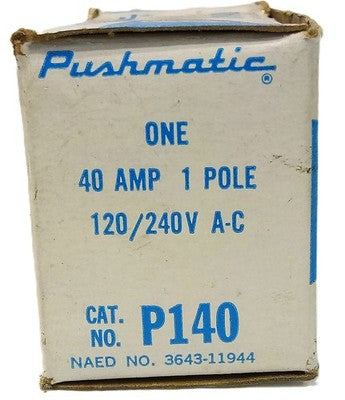 Pushmatic®
ONE
40 AMP 1 POLE
120/240V A-C
CAT.
NO. P140
NAED NO. 3643-11944